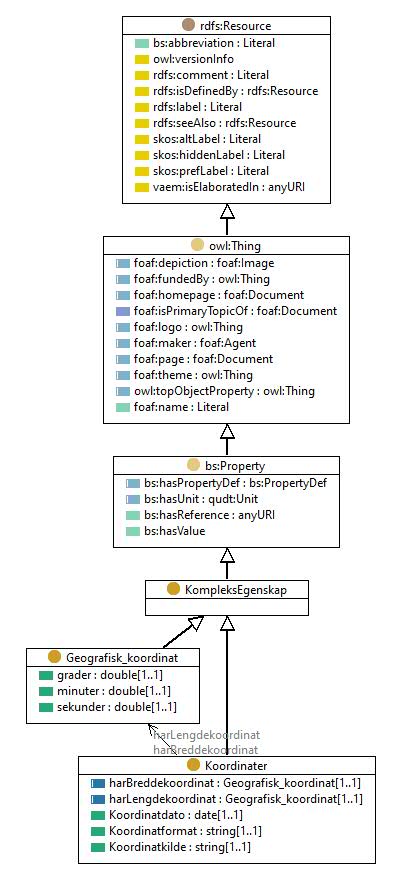 rdfs:Resource
bs:abbreviation : Literal
owl:versionInfo
rdfs:comment : Literal
rdfs:isDefinedBy : rdfs:Resource
rdfs:label : Literal
rdfs:seeAlso : rdfs:Resource
skos:altLabel : Literal
skos:hiddenLabel : Literal
skos:prefLabel : Literal
vaem:isElaboratedIn : anyURI
owl:Thing
foaf:depiction : foaf:Image
foaf:fundedBy : owl:Thing
foaf:homepage : foaf:Document
foaf:isPrimaryTopicOf : foaf:Document
foaf:logo : owl:Thing
foaf:maker : foaf:Agent
foaf:page : foaf:Document
foaf:theme : owl:Thing
owl:topObjectProperty : owl:Thing
foaf:name : Literal
bs:Property
bs:hasPropertyDef : bs:PropertyDef
bs:hasUnit : qudt:Unit
bs:hasReference : anyURI
bs:hasValue
KompleksEgenskap
Geografisk_koordinat
grader : double[1..1]
minuter : double[1..1]
sekunder : double[1..1]
harLengdekoordinat
harBreddekoordinat
Koordinater
harBreddekoordinat : Geografisk_koordinat[1..1]
harLengdekoordinat : Geografisk_koordinat[1..1]
Koordinatdato : date[1..1]
Koordinatformat : string[1..1]
Koordinatkilde : string[1..1]